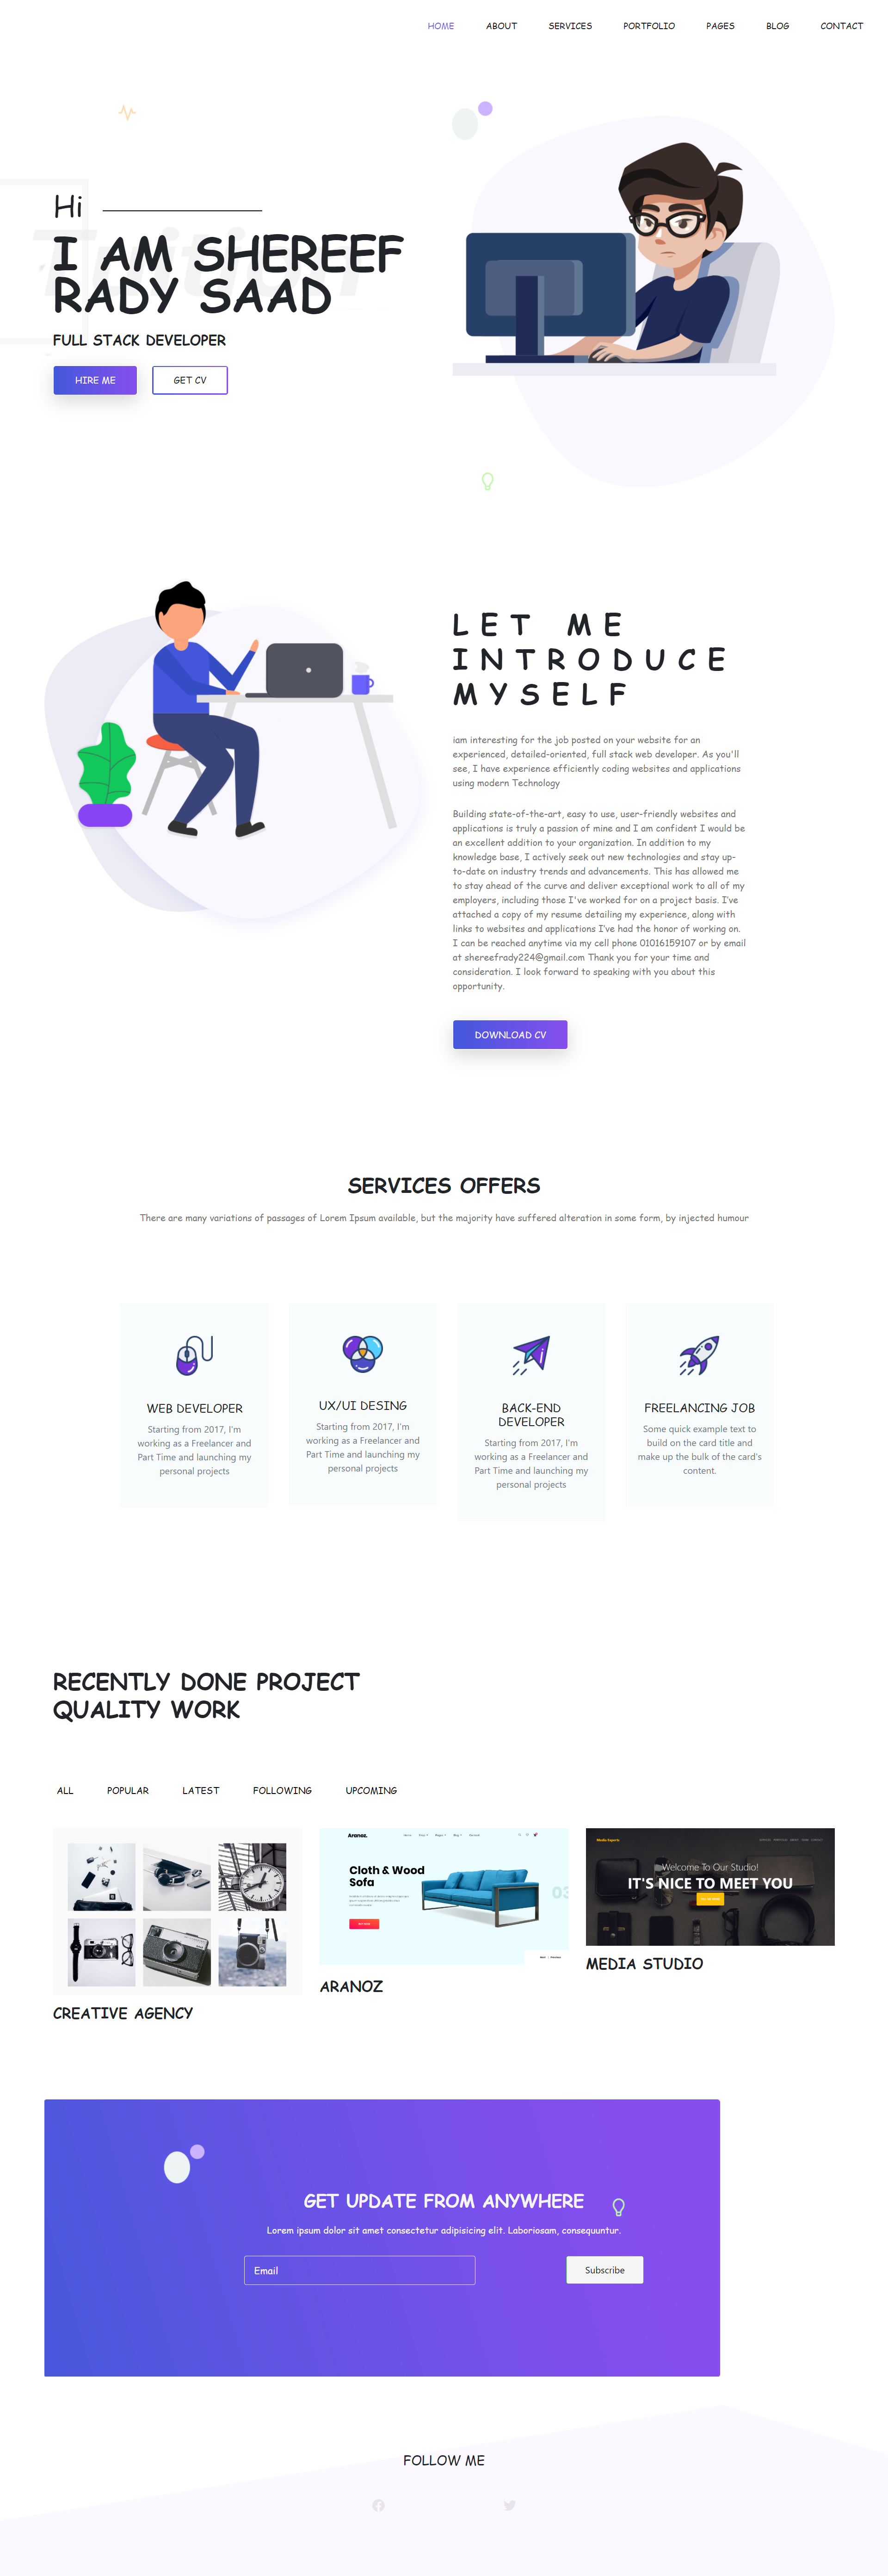 HOME ABOUT SERVICES PORTFOLIO PAGES BLOG CONTACT
Hi
I AM SHEREEF
RADY SAAD
FULL STACK DEVELOPER
HIRE ME GET CV
LET ME
INTRODUCE
MYSELF
iam interesting for the job posted on your website for an
experienced, detailed-oriented, full stack web developer. As you'll
see, I have experience efficiently coding websites and applications
using modern Technology
Building state-of-the-art, easy to use, user-friendly websites and
applications is truly a passion of mine and I am confident I would be
an excellent addition to your organization. In addition to my
knowledge base, I actively seek out new technologies and stay up-
to-date on industry trends and advancements. This has allowed me
to stay ahead of the curve and deliver exceptional work to all of my
employers, including those I've worked for on a project basis. I've
attached a copy of my resume detailing my experience, along with
links to websites and applications I've had the honor of working on.
I can be reached anytime via my cell phone 01016159107 or by email
at shereefrady224@gmail.com Thank you for your time and
consideration. I look forward to speaking with you about this
opportunity.
DOWNLOAD CV
SERVICES OFFERS
There are many variations of passages of Lorem Ipsum available, but the majority have suffered alteration in some form, by injected humour
WEB DEVELOPER
Starting from 2017, I'm
working as a Freelancer and
Part Time and launching my
personal projects
UX/UI DESING
Starting from 2017, I'm
working as a Freelancer and
Part Time and launching my
personal projects
BACK-END
DEVELOPER
Starting from 2017, I'm
working as a Freelancer and
Part Time and launching my
personal projects
FREELANCING JOB
Some quick example text to
build on the card title and
make up the bulk of the card's
content.
RECENTLY DONE PROJECT
QUALITY WORK
ALL POPULAR LATEST FOLLOWING UPCOMING
CREATIVE AGENCY
Aranoz.
Cloth & Wood
Sofa
03
ARANOZ
Welcome To Our Studio!
IT'S NICE TO MEET YOU
MEDIA STUDIO
GET UPDATE FROM ANYWHERE
Lorem ipsum dolor sit amet consectetur adipisicing elit. Laboriosam, consequuntur.
Email Subscribe
FOLLOW ME